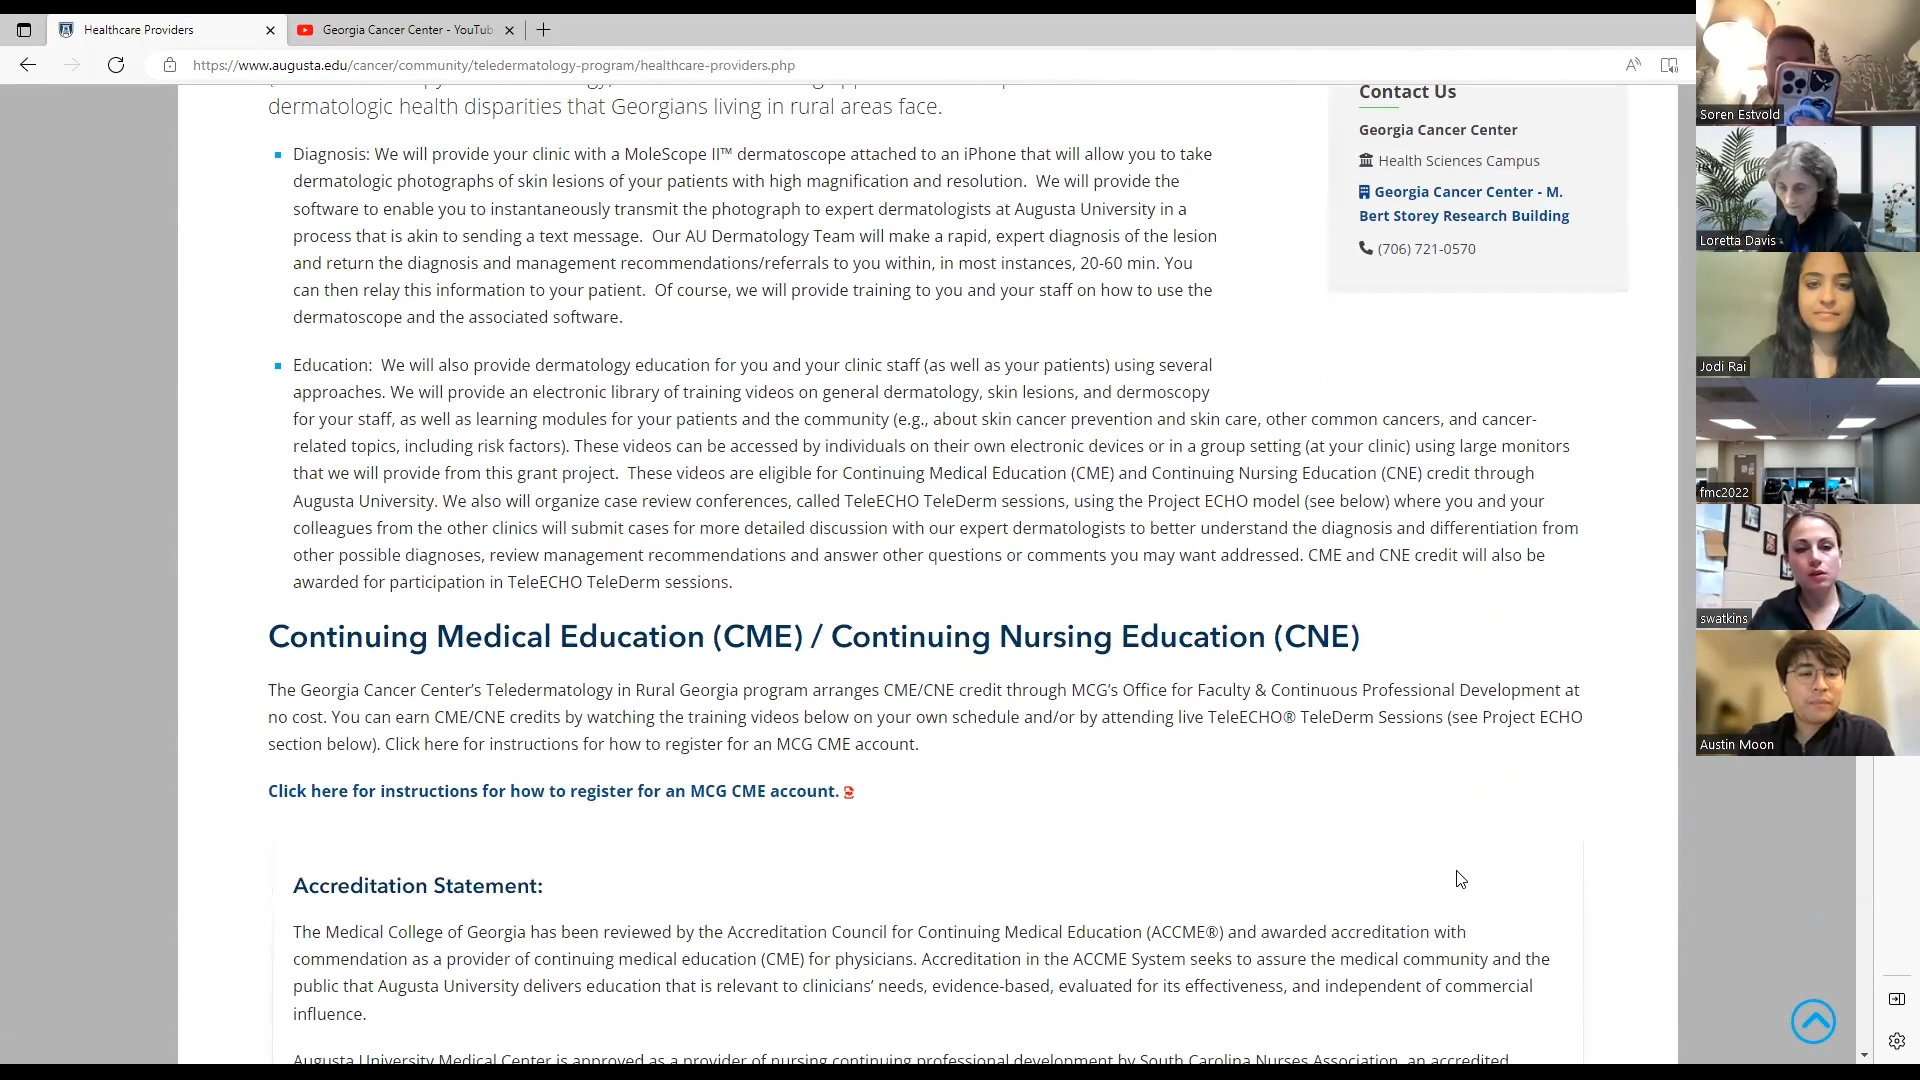 Healthcare Providers
Georgia Cancer Center - YouTub
https://www.augusta.edu/cancer/community/teledermatology-program/healthcare-providers.php
dermatologic health disparities that Georgians living in rural areas face.
Diagnosis: We will provide your clinic with a MoleScope II™ dermatoscope attached to an iPhone that will allow you to take
dermatologic photographs of skin lesions of your patients with high magnification and resolution. We will provide the
software to enable you to instantaneously transmit the photograph to expert dermatologists at Augusta University in a
process that is akin to sending a text message. Our AU Dermatology Team will make a rapid, expert diagnosis of the lesion
and return the diagnosis and management recommendations/referrals to you within, in most instances, 20-60 min. You
can then relay this information to your patient. Of course, we will provide training to you and your staff on how to use the
dermatoscope and the associated software.
Education: We will also provide dermatology education for you and your clinic staff (as well as your patients) using several
approaches. We will provide an electronic library of training videos on general dermatology, skin lesions, and dermoscopy
for your staff, as well as learning modules for your patients and the community (e.g., about skin cancer prevention and skin care, other common cancers, and cancer-
related topics, including risk factors). These videos can be accessed by individuals on their own electronic devices or in a group setting (at your clinic) using large monitors
that we will provide from this grant project. These videos are eligible for Continuing Medical Education (CME) and Continuing Nursing Education (CNE) credit through
Augusta University. We also will organize case review conferences, called TeleECHO TeleDerm sessions, using the Project ECHO model (see below) where you and your
colleagues from the other clinics will submit cases for more detailed discussion with our expert dermatologists to better understand the diagnosis and differentiation from
other possible diagnoses, review management recommendations and answer other questions or comments you may want addressed. CME and CNE credit will also be
awarded for participation in TeleECHO TeleDerm sessions.
Continuing Medical Education (CME) / Continuing Nursing Education (CNE)
The Georgia Cancer Center's Teledermatology in Rural Georgia program arranges CME/CNE credit through MCG's Office for Faculty & Continuous Professional Development at
no cost. You can earn CME/CNE credits by watching the training videos below on your own schedule and/or by attending live TeleECHO® TeleDerm Sessions (see Project ECHO
section below). Click here for instructions for how to register for an MCG CME account.
Click here for instructions for how to register for an MCG CME account.
Accreditation Statement:
The Medical College of Georgia has been reviewed by the Accreditation Council for Continuing Medical Education (ACCME®) and awarded accreditation with
commendation as a provider of continuing medical education (CME) for physicians. Accreditation in the ACCME System seeks to assure the medical community and the
public that Augusta University delivers education that is relevant to clinicians' needs, evidence-based, evaluated for its effectiveness, and independent of commercial
influence.
Augusta University Medical Center is approved as a provider of nursing continuing professional development by South Carolina Nurses Association, an accredited
Contact Us
Georgia Cancer Center
Health Sciences Campus
Georgia Cancer Center - M.
Bert Storey Research Building
(706) 721-0570
Soren Estvold
Loretta Davis
Jodi Rai
fmc2022
swatkins
Austin Moon